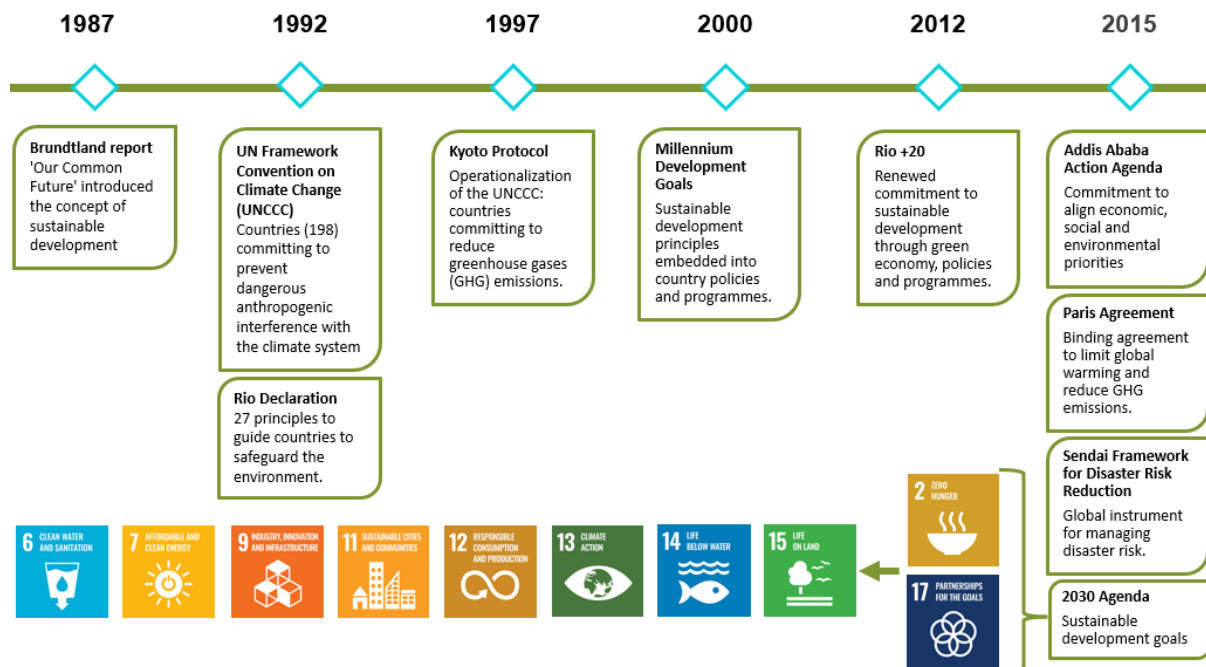 1987
1992
1997
2000
2012
2015
Brundtland report
'Our Common
Future' introduced
the concept of
sustainable
development
UN Framework
Convention on
Climate Change
(UNCCC)
Countries (198)
committing to
prevent
dangerous
anthropogenic
interference with
the climate system
Rio Declaration
27 principles to
guide countries to
safeguard the
environment.
Kyoto Protocol
Operationalization
of the UNCCC:
countries
committing to
reduce
greenhouse gases
(GHG) emissions.
Millennium
Development
Goals
Sustainable
development
principles
embedded into
country policies
and programmes.
Rio +20
Renewed
commitment to
sustainable
development
through green
economy, policies
and programmes.
Addis Ababa
Action Agenda
Commitment to
align economic,
social and
environmental
priorities
Paris Agreement
Binding agreement
to limit global
warming and
reduce GHG
emissions.
Sendai Framework
for Disaster Risk
Reduction
Global instrument
for managing
disaster risk.
2030 Agenda
Sustainable
development goals
6 CLEAN WATER
AND SANITATION
7 AFFORDABLE AND
CLEAN ENERGY
9 INDUSTRY, INNOVATION
AND INFRASTRUCTURE
11 SUSTAINABLE CITIES
AND COMMUNITIES
12 RESPONSIBLE
CONSUMPTION
AND PRODUCTION
13 CLIMATE
ACTION
14 LIFE
BELOW WATER
15 LIFE
ON LAND
2 ZERO
HUNGER
17 PARTNERSHIPS
FOR THE GOALS